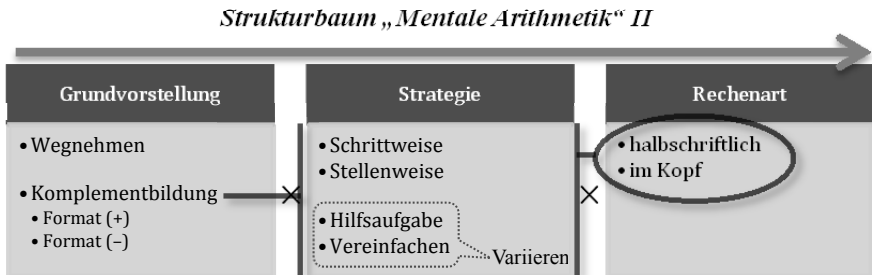 Strukturbaum „Mentale Arithmetik“ II
Grundvorstellung
• Wegnehmen
• Komplementbildung
• Format (+)
• Format (–)
Strategie
• Schrittweise
• Stellenweise
• Hilfsaufgabe
• Vereinfachen
Variieren
Rechenart
• halbschriftlich
• im Kopf